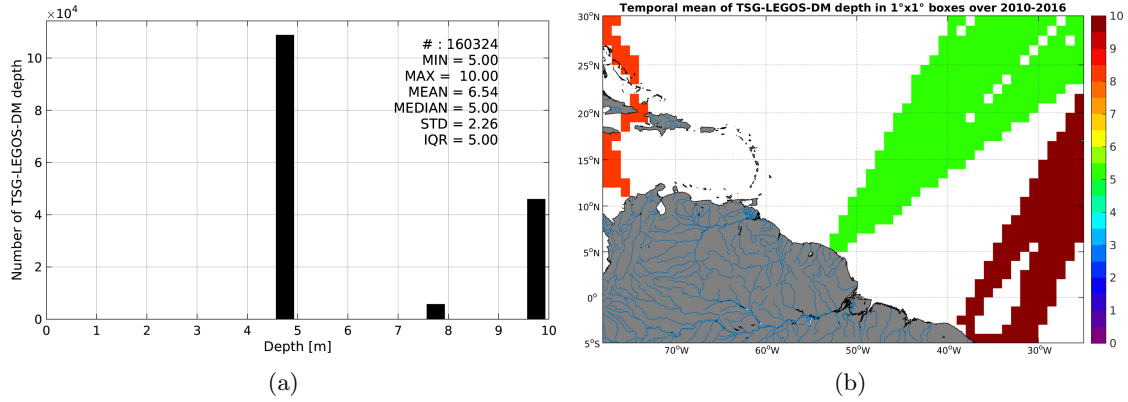 ×10⁴
10
8
6
4
2
0
Number of TSG-LEGOS-DM depth
# : 160324
MIN = 5.00
MAX = 10.00
MEAN = 6.54
MEDIAN = 5.00
STD = 2.26
IQR = 5.00
0 1 2 3 4 5 6 7 8 9 10
Depth [m]
(a)
Temporal mean of TSG-LEGOS-DM depth in 1°x1° boxes over 2010-2016
30°N
25°N
20°N
15°N
10°N
5°N
0°
5°S
70°W 60°W 50°W 40°W 30°W
10
9
8
7
6
5
4
3
2
1
0
(b)